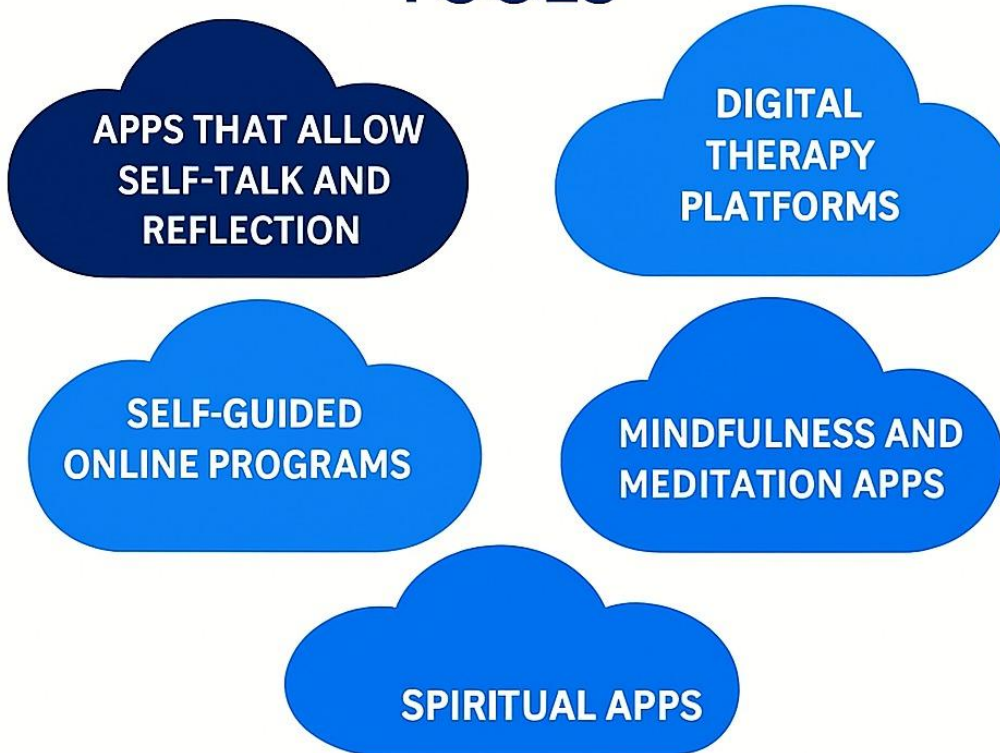 APPS THAT ALLOW
SELF-TALK AND
REFLECTION
DIGITAL
THERAPY
PLATFORMS
SELF-GUIDED
ONLINE PROGRAMS
MINDFULNESS AND
MEDITATION APPS
SPIRITUAL APPS